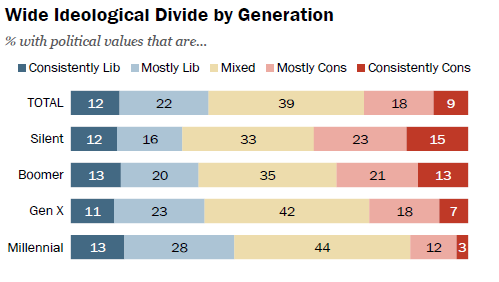 Wide Ideological Divide by Generation
% with political values that are...
Consistently Lib Mostly Lib Mixed Mostly Cons Consistently Cons
TOTAL 12 22 39 18 9
Silent 12 16 33 23 15
Boomer 13 20 35 21 13
Gen X 11 23 42 18 7
Millennial 13 28 44 12 3